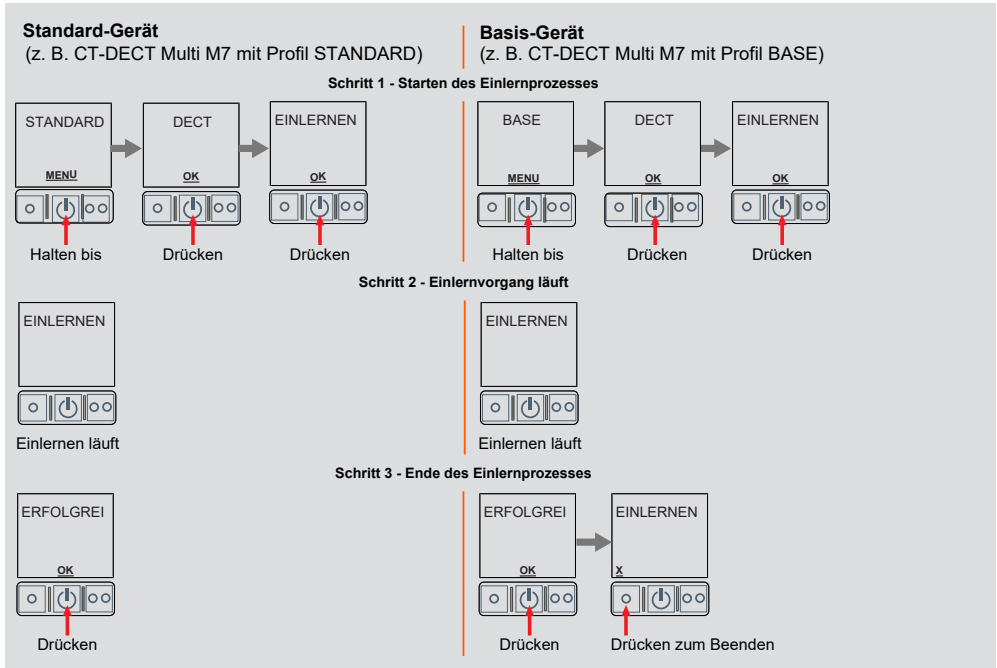 Standard-Gerät
(z. B. CT-DECT Multi M7 mit Profil STANDARD)
Basis-Gerät
(z. B. CT-DECT Multi M7 mit Profil BASE)
Schritt 1 - Starten des Einlernprozesses
STANDARD
DECT
EINLERNEN
MENU
OK
OK
Halten bis
Drücken
Drücken
BASE
DECT
EINLERNEN
MENU
OK
OK
Halten bis
Drücken
Drücken
Schritt 2 - Einlernvorgang läuft
EINLERNEN
Einlernen läuft
EINLERNEN
Einlernen läuft
Schritt 3 - Ende des Einlernprozesses
ERFOLGREI
OK
Drücken
ERFOLGREI
EINLERNEN
OK
X
Drücken
Drücken zum Beenden